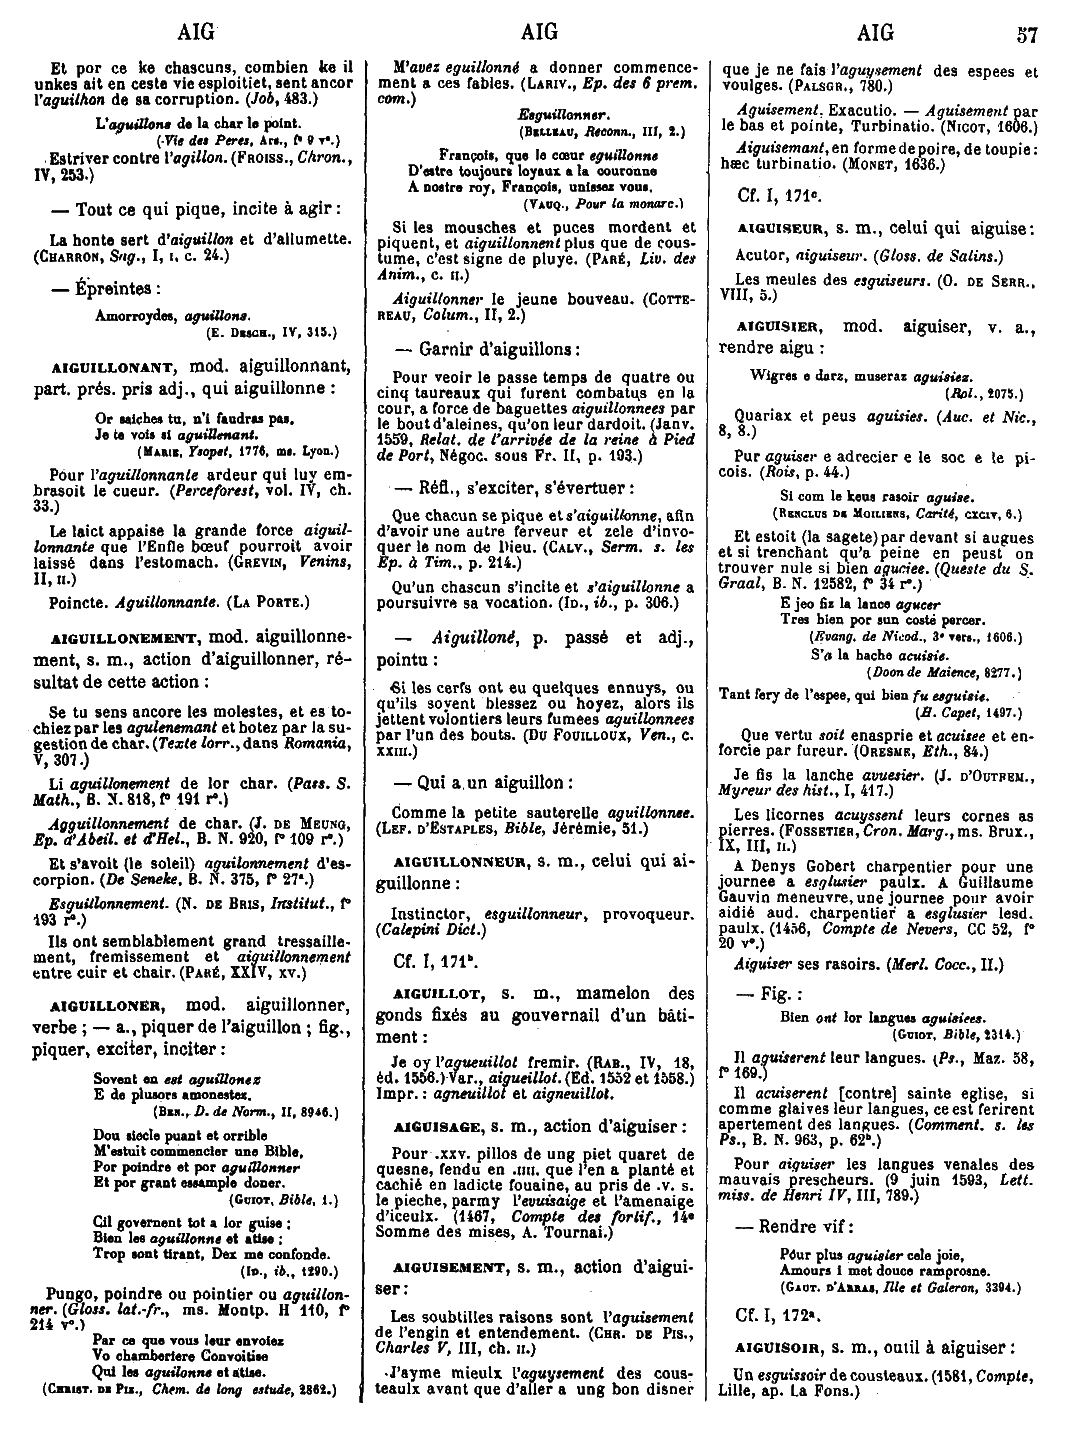 AIG
AIG
AIG
57
Et por ce ke chascuns, combien ke il
unkes ait en ceste vie esploitiet, sent ancor
l'aguilhon de sa corruption. (Job, 483.)
L'aguillons de la char le point.
(Vie des Peres, Ars., f° 9 v°.)
Estriver contre l'agillon. (FROISS., Chron.,
IV, 253.)
— Tout ce qui pique, incite à agir :
La honte sert d'aiguillon et d'allumette.
(CHARRON, Sag., I, I, c. 24.)
— Épreintes :
Amorroydes, aguillons.
(E. DESCH., IV, 315.)
AIGUILLONANT, mod. aiguillonnant,
part. prés. pris adj., qui aiguillonne :
Or saiches tu, n'i faudras pas,
Je te vois si aguillenant.
(MARIE, Ysopet, 1776, ms. Lyon.)
Pour l'aguillonnante ardeur qui luy em-
brasoit le cueur. (Perceforest, vol. IV, ch.
33.)
Le laict appaise la grande force aiguil-
lonnante que l'Enfle bœuf pourroit avoir
laissé dans l'estomach. (GREVIN, Venins,
II, II.)
Poincte. Aguillonnante. (LA PORTE.)
AIGUILLONEMENT, mod. aiguillonne-
ment, s. m., action d'aiguillonner, ré-
sultat de cette action :
Se tu sens ancore les molestes, et es to-
chiez par les agulenemant et botez par la su-
gestion de char. (Texte lorr., dans Romania,
V, 307.)
Li aguillonement de lor char. (Pass. S.
Math., B. N. 818, f° 191 r°.)
Agguillonnement de char. (J. DE MEUNG,
Ep. d'Abeil. et d'Hel., B. N. 920, f° 109 r°.)
Et s'avoit (le soleil) aguilonnement d'es-
corpion. (De Seneke, B. N. 375, f° 27ª.)
Esguillonnement. (N. DE BRIS, Institut., f°
193 r°.)
Ils ont semblablement grand tressaille-
ment, fremissement et aiguillonnement
entre cuir et chair. (PARÉ, XXIV, XV.)
AIGUILLONER, mod. aiguillonner,
verbe ; — a., piquer de l'aiguillon ; fig.,
piquer, exciter, inciter :
Sovent en est aguillonez
E de plusors amonestez.
(BEN., D. de Norm., II, 8946.)
Dou siecle puant et orrible
M'estuit commencier une Bible,
Por poindre et por aguillonner
Et por grant essample doner.
(GUIOT, Bible, 1.)
Cil governent tot a lor guise ;
Bien les aguillonne et atise ;
Trop sont tirant, Dex me confonde.
(ID., ib., 1290.)
Pungo, poindre ou pointier ou aguillon-
ner. (Gloss. lat.-fr., ms. Montp. H 110, f°
214 v°.)
Par ce que vous leur envoiez
Vo chamberiere Convoitise
Qui les aguilonne et atise.
(CHRIST. DE PIS., Chem. de long estude, 2862.)
M'avez eguillonné a donner commence-
ment a ces fables. (LARIV., Ep. des 6 prem.
com.)
Esguillonner.
(BELLEAU, Reconn., III, 2.)
François, que le cœur eguillonne
D'estre toujours loyaux a la couronne
A nostre roy, François, unissez vous.
(VAUQ., Pour la monarc.)
Si les mousches et puces mordent et
piquent, et aiguillonnent plus que de cous-
tume, c'est signe de pluye. (PARÉ, Liv. des
Anim., c. II.)
Aiguillonner le jeune bouveau. (COTTE-
REAU, Colum., II, 2.)
— Garnir d'aiguillons :
Pour veoir le passe temps de quatre ou
cinq taureaux qui furent combatus en la
cour, a force de baguettes aiguillonnees par
le bout d'aleines, qu'on leur dardoit. (Janv.
1559, Relat. de l'arrivée de la reine à Pied
de Port, Négoc. sous Fr. II, p. 193.)
— Réfl., s'exciter, s'évertuer :
Que chacun se pique et s'aiguillonne, afin
d'avoir une autre ferveur et zele d'invo-
quer le nom de Dieu. (CALV., Serm. s. les
Ep. à Tim., p. 214.)
Qu'un chascun s'incite et s'aiguillonne a
poursuivre sa vocation. (ID., ib., p. 306.)
— Aiguilloné, p. passé et adj.,
pointu :
Si les cerfs ont eu quelques ennuys, ou
qu'ils soyent blessez ou hoyez, alors ils
jettent volontiers leurs fumees aguillonnees
par l'un des bouts. (DU FOUILLOUX, Ven., c.
XXIII.)
— Qui a un aiguillon :
Comme la petite sauterelle aguillonnee.
(LEF. D'ESTAPLES, Bible, Jérémie, 51.)
AIGUILLONNEUR, s. m., celui qui ai-
guillonne :
Instinctor, esguillonneur, provoqueur.
(Calepini Dict.)
Cf. I, 171ᵇ.
AIGUILLOT, s. m., mamelon des
gonds fixés au gouvernail d'un bâti-
ment :
Je oy l'agueuillot fremir. (RAB., IV, 18,
éd. 1556.) Var., aigueillot. (Ed. 1552 et 1558.)
Impr. : agneuillot et aigneuillot.
AIGUISAGE, s. m., action d'aiguiser :
Pour .XXV. pillos de ung piet quaret de
quesne, fendu en .IIII. que l'en a planté et
cachié en ladicte fouaine, au pris de .V. s.
le pieche, parmy l'evuisaige et l'amenaige
d'iceulx. (1467, Compte des fortif., 14ᵉ
Somme des mises, A. Tournai.)
AIGUISEMENT, s. m., action d'aigui-
ser :
Les soubtilles raisons sont l'aguisement
de l'engin et entendement. (CHR. DE PIS.,
Charles V, III, ch. II.)
J'ayme mieulx l'aguysement des cous-
teaulx avant que d'aller a ung bon disner
que je ne fais l'aguysement des espees et
voulges. (PALSGR., 780.)
Aguisement. Exacutio. — Aguisement par
le bas et pointe, Turbinatio. (NICOT, 1606.)
Aiguisemant, en forme de poire, de toupie :
hæc turbinatio. (MONET, 1636.)
Cf. I, 171ᶜ.
AIGUISEUR, s. m., celui qui aiguise :
Acutor, aiguiseur. (Gloss. de Salins.)
Les meules des esguiseurs. (O. DE SERR.,
VIII, 5.)
AIGUISIER, mod. aiguiser, v. a.,
rendre aigu :
Wigres e darz, museraz aguisiez.
(Rol., 2075.)
Quariax et peus aguisies. (Auc. et Nic.,
8, 8.)
Pur aguiser e adrecier e le soc e le pi-
cois. (Rois, p. 44.)
Si com le keus rasoir aguise.
(RENCLUS DE MOILIENS, Carité, CXCIV, 6.)
Et estoit (la sagete) par devant si augues
et si trenchant qu'a peine en peust on
trouver nule si bien aguciee. (Queste du S.
Graal, B. N. 12582, f° 34 r°.)
E jeo fiz la lance agucer
Tres bien por sun costé percer.
(Evang. de Nicod., 3ᵉ vers., 1606.)
S'a la hache acuisie.
(Doon de Maience, 8277.)
Tant fery de l'espee, qui bien fu esguisie.
(H. Capet, 1497.)
Que vertu soit enasprie et acuisee et en-
forcie par fureur. (ORESME, Eth., 84.)
Je fis la lanche avuesier. (J. D'OUTREM.,
Myreur des hist., I, 417.)
Les licornes acuyssent leurs cornes as
pierres. (FOSSETIER, Cron. Marg., ms. Brux.,
IX, III, II.)
A Denys Gobert charpentier pour une
journee a esglusier paulx. A Guillaume
Gauvin meneuvre, une journee pour avoir
aidié aud. charpentier a esglusier lesd.
paulx. (1456, Compte de Nevers, CC 52, f°
20 v°.)
Aiguiser ses rasoirs. (Merl. Cocc., II.)
— Fig. :
Bien ont lor langues aguisiees.
(GUIOT, Bible, 2314.)
Il aguiserent leur langues. (Ps., Maz. 58,
f° 169.)
Il acuiserent [contre] sainte eglise, si
comme glaives leur langues, ce est ferirent
apertement des langues. (Comment. s. les
Ps., B. N. 963, p. 62ᵇ.)
Pour aiguiser les langues venales des
mauvais prescheurs. (9 juin 1593, Lett.
miss. de Henri IV, III, 789.)
— Rendre vif :
Pour plus aguisier cele joie,
Amours i met douce ramprosne.
(GAUT. D'ARRAS, Ille et Galeron, 3394.)
Cf. I, 172ª.
AIGUISOIR, s. m., outil à aiguiser :
Un esguissoir de cousteaux. (1581, Compte,
Lille, ap. La Fons.)